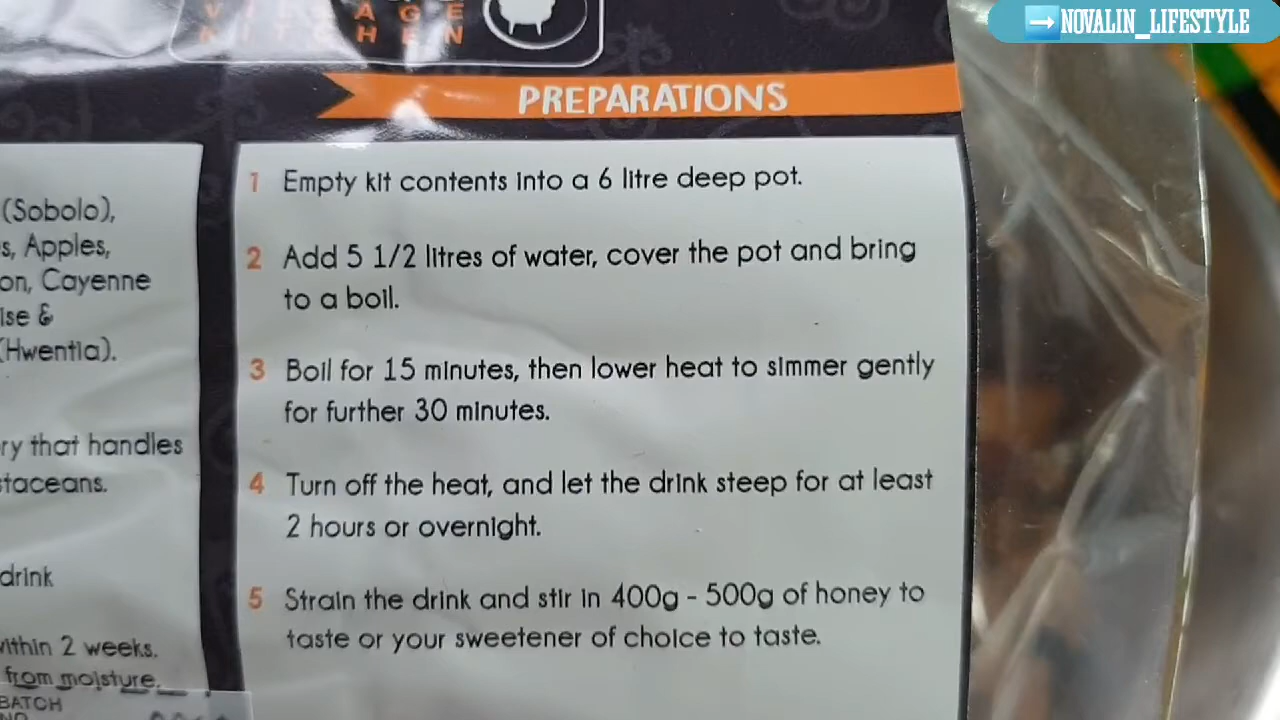 ➡NOVALIN_LIFESTYLE
VILLAGE
KITCHEN
PREPARATIONS
(Sobolo),
Apples,
Cayenne
&
(Hwentia).
that handles
drink
within 2 weeks.
from moisture.
BATCH
NO
1 Empty kit contents into a 6 litre deep pot.
2 Add 5 1/2 litres of water, cover the pot and bring
to a boil.
3 Boil for 15 minutes, then lower heat to simmer gently
for further 30 minutes.
4 Turn off the heat, and let the drink steep for at least
2 hours or overnight.
5 Strain the drink and stir in 400g - 500g of honey to
taste or your sweetener of choice to taste.